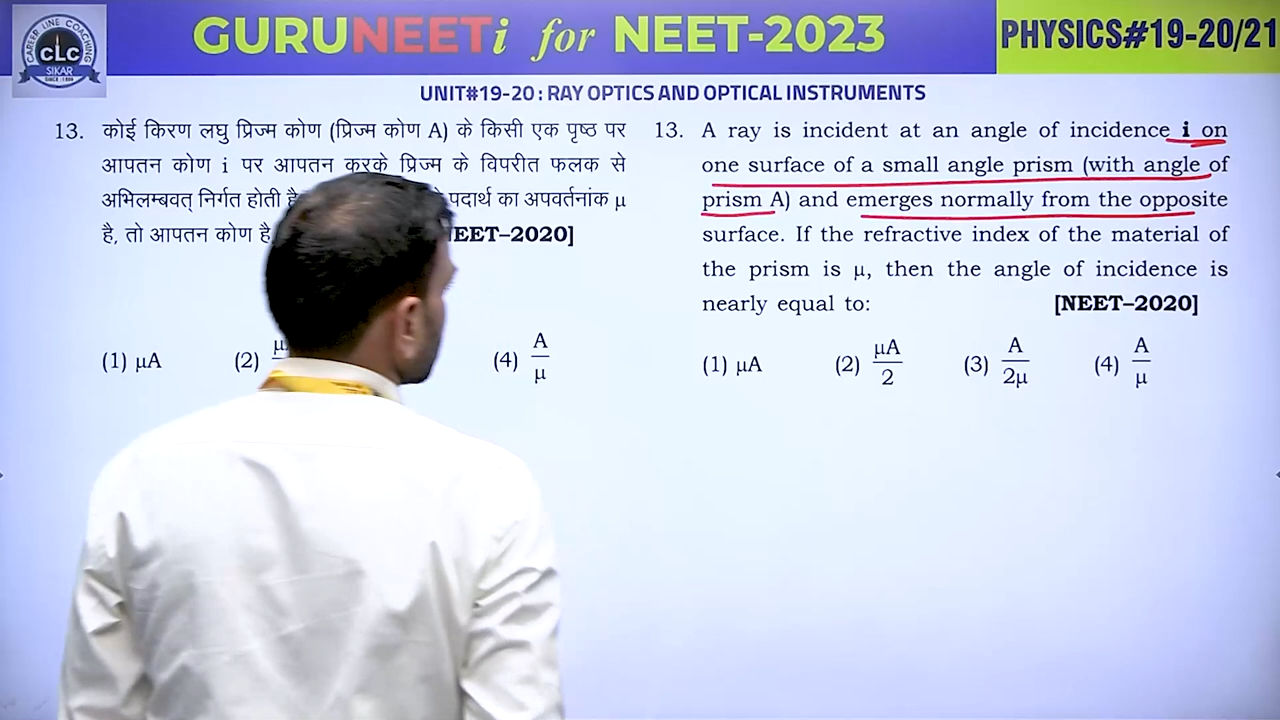 GURUNEETi for NEET-2023
PHYSICS#19-20/21
CAREER LINE COACHING
CLC
SIKAR
SINCE : 1996
UNIT#19-20 : RAY OPTICS AND OPTICAL INSTRUMENTS
13. कोई किरण लघु प्रिज्म कोण (प्रिज्म कोण A) के किसी एक पृष्ठ पर
आपतन कोण i पर आपतन करके प्रिज्म के विपरीत फलक से
अभिलम्बवत् निर्गत होती है पदार्थ का अपवर्तनांक μ
है, तो आपतन कोण है EET–2020]
(1) μA (2) (4) A/μ
13. A ray is incident at an angle of incidence i on
one surface of a small angle prism (with angle of
prism A) and emerges normally from the opposite
surface. If the refractive index of the material of
the prism is μ, then the angle of incidence is
nearly equal to: [NEET–2020]
(1) μA (2) μA/2 (3) A/2μ (4) A/μ